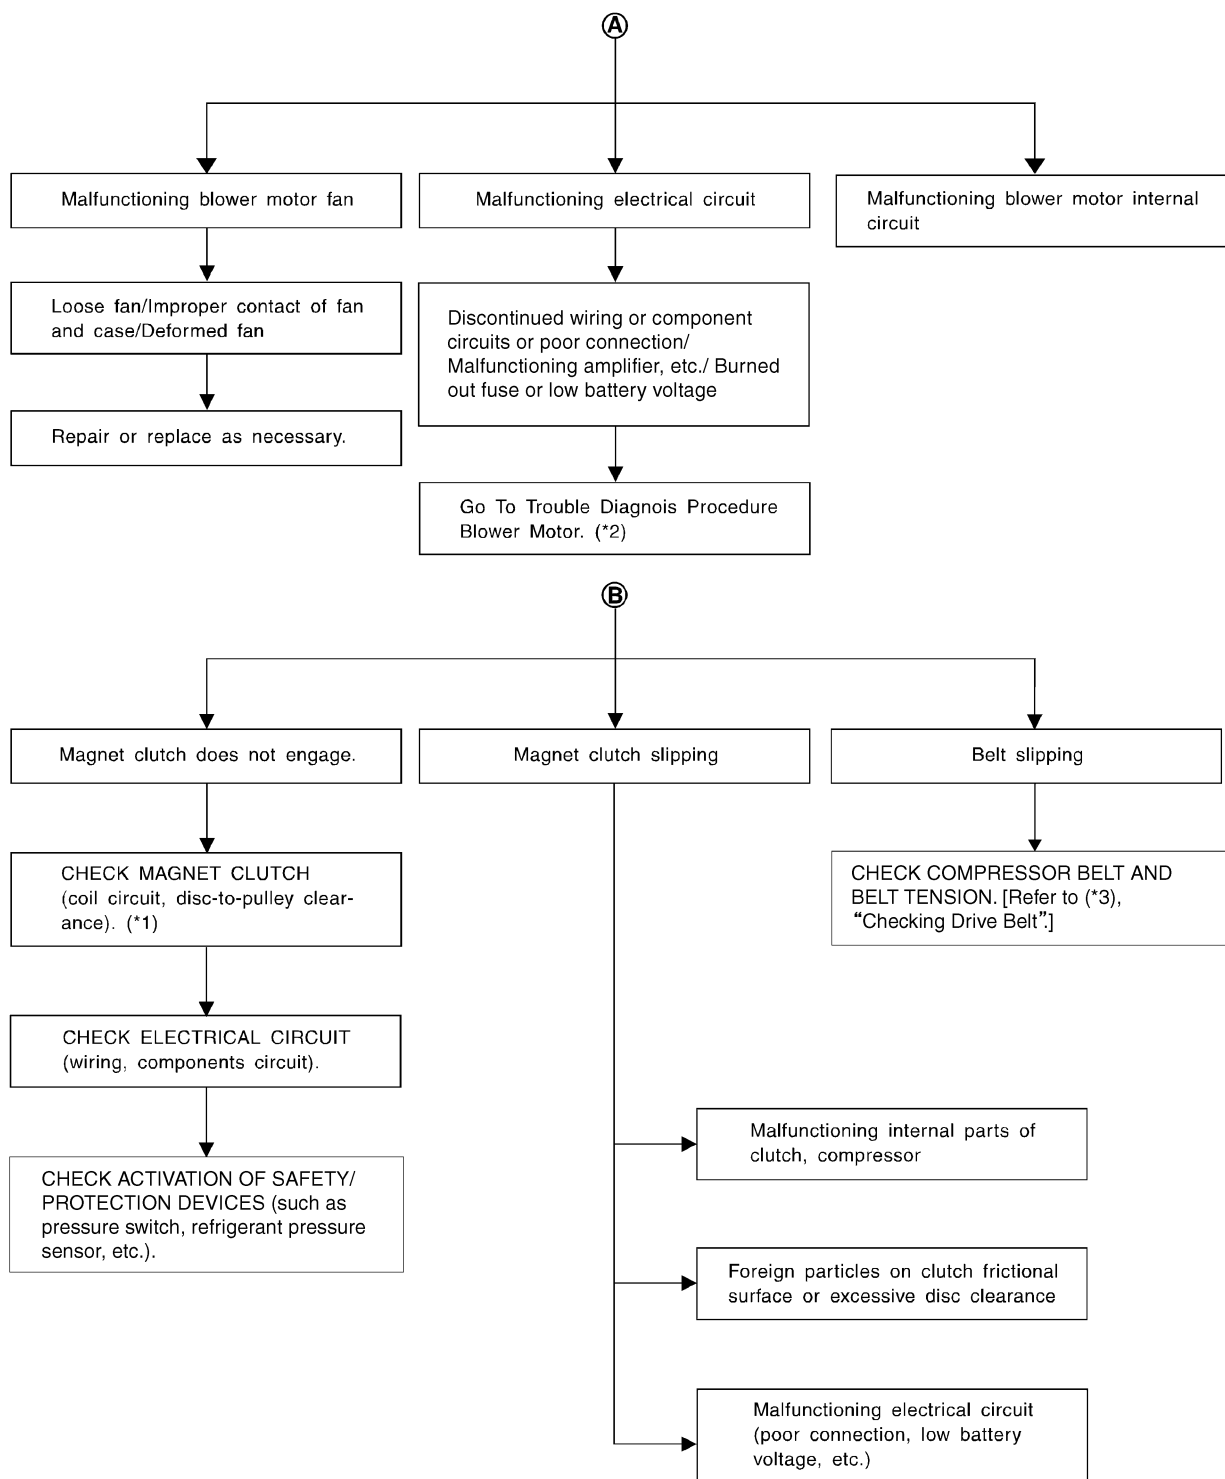 A
Malfunctioning blower motor fan
Malfunctioning electrical circuit
Malfunctioning blower motor internal
circuit
Loose fan/Improper contact of fan
and case/Deformed fan
Discontinued wiring or component
circuits or poor connection/
Malfunctioning amplifier, etc./ Burned
out fuse or low battery voltage
Repair or replace as necessary.
Go To Trouble Diagnois Procedure
Blower Motor. (*2)
B
Magnet clutch does not engage.
Magnet clutch slipping
Belt slipping
CHECK MAGNET CLUTCH
(coil circuit, disc-to-pulley clear-
ance). (*1)
CHECK COMPRESSOR BELT AND
BELT TENSION. [Refer to (*3),
“Checking Drive Belt”.]
CHECK ELECTRICAL CIRCUIT
(wiring, components circuit).
CHECK ACTIVATION OF SAFETY/
PROTECTION DEVICES (such as
pressure switch, refrigerant pressure
sensor, etc.).
Malfunctioning internal parts of
clutch, compressor
Foreign particles on clutch frictional
surface or excessive disc clearance
Malfunctioning electrical circuit
(poor connection, low battery
voltage, etc.)